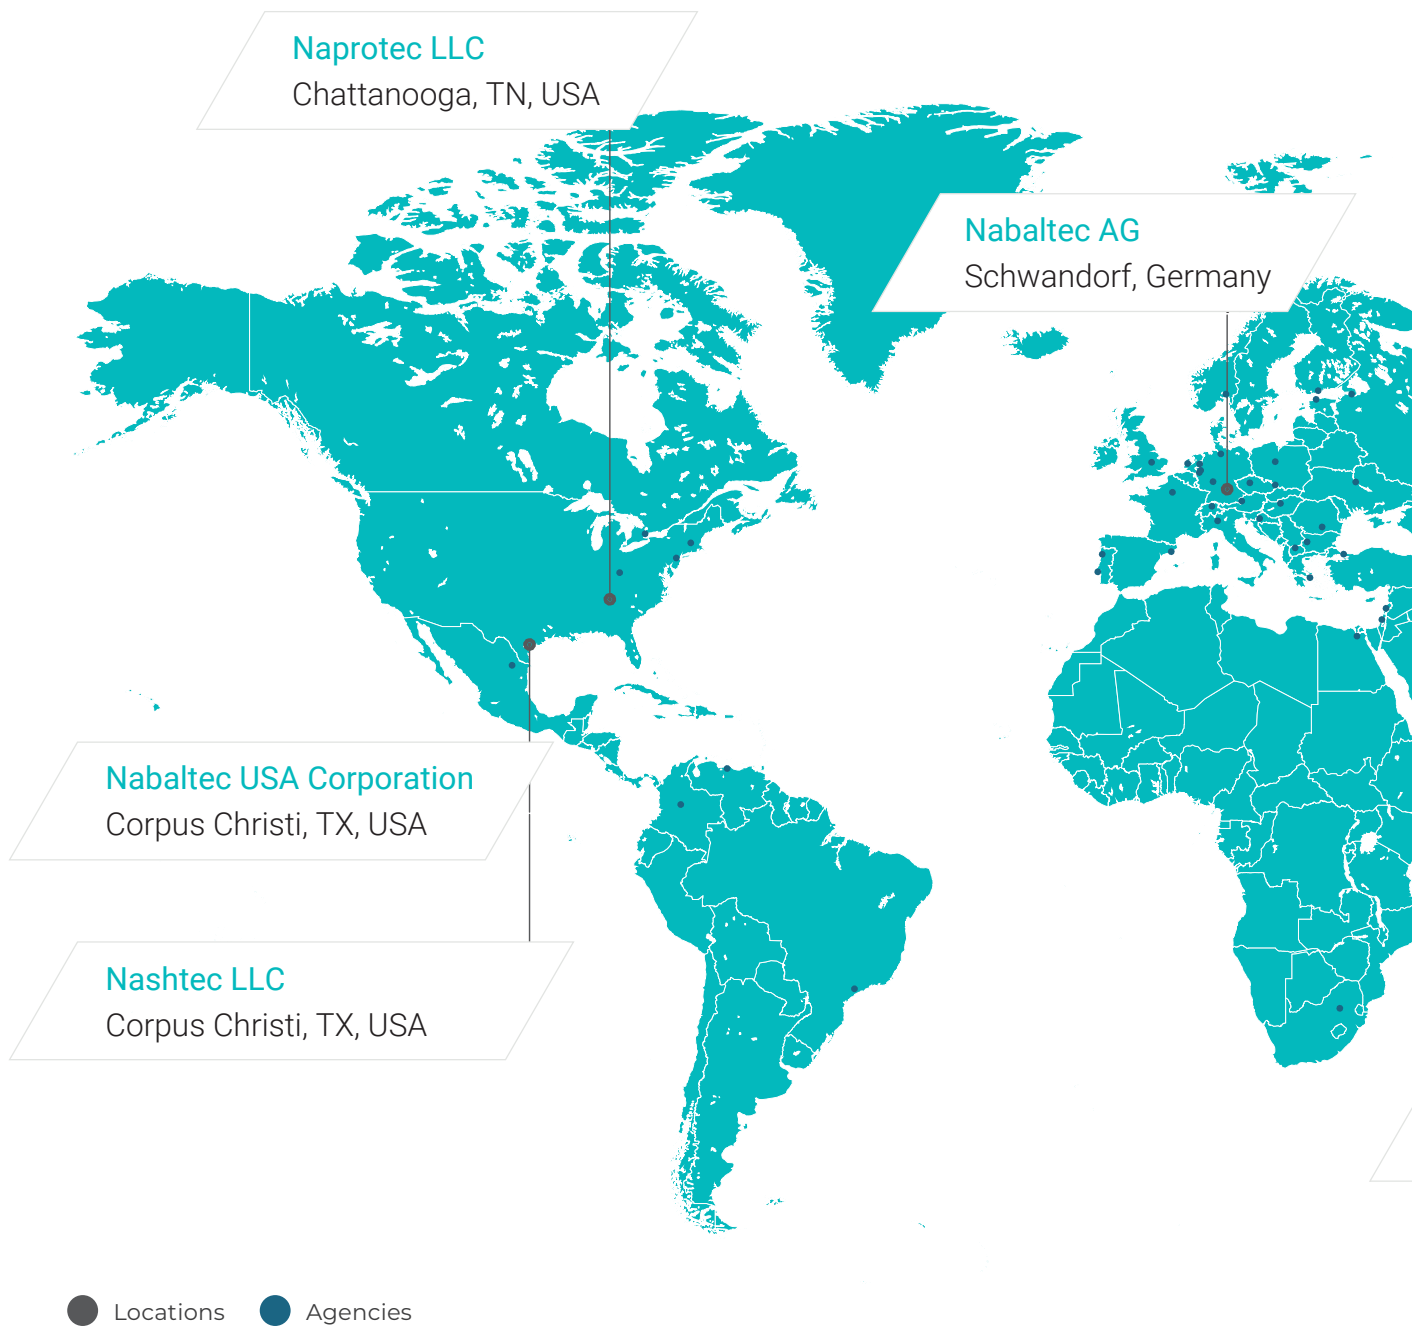 Naprotec LLC
Chattanooga, TN, USA
Nabaltec AG
Schwandorf, Germany
Nabaltec USA Corporation
Corpus Christi, TX, USA
Nashtec LLC
Corpus Christi, TX, USA
Locations
Agencies